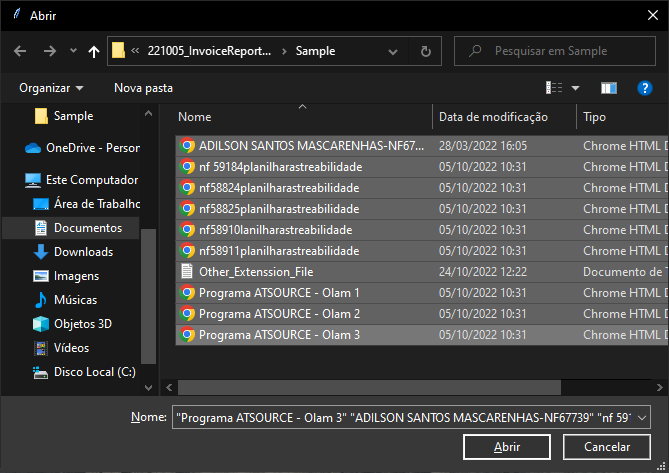 Abrir
« 221005_InvoiceReport... › Sample
Pesquisar em Sample
Organizar
Nova pasta
Sample
OneDrive - Person
Este Computador
Área de Trabalho
Documentos
Downloads
Imagens
Músicas
Objetos 3D
Vídeos
Disco Local (C:)
Nome Data de modificação Tipo
ADILSON SANTOS MASCARENHAS-NF67... 28/03/2022 16:05 Chrome HTML D
nf 59184planilharastreabilidade 05/10/2022 10:31 Chrome HTML D
nf58824planilharastreabilidade 05/10/2022 10:31 Chrome HTML D
nf58825planilharastreabilidade 05/10/2022 10:31 Chrome HTML D
nf58910lanilharastreabilidade 05/10/2022 10:31 Chrome HTML D
nf58911planilharastreabilidade 05/10/2022 10:31 Chrome HTML D
Other_Extenssion_File 24/10/2022 12:22 Documento de T
Programa ATSOURCE - Olam 1 05/10/2022 10:31 Chrome HTML D
Programa ATSOURCE - Olam 2 05/10/2022 10:31 Chrome HTML D
Programa ATSOURCE - Olam 3 05/10/2022 10:31 Chrome HTML D
Nome: "Programa ATSOURCE - Olam 3" "ADILSON SANTOS MASCARENHAS-NF67739" "nf 591
Abrir
Cancelar